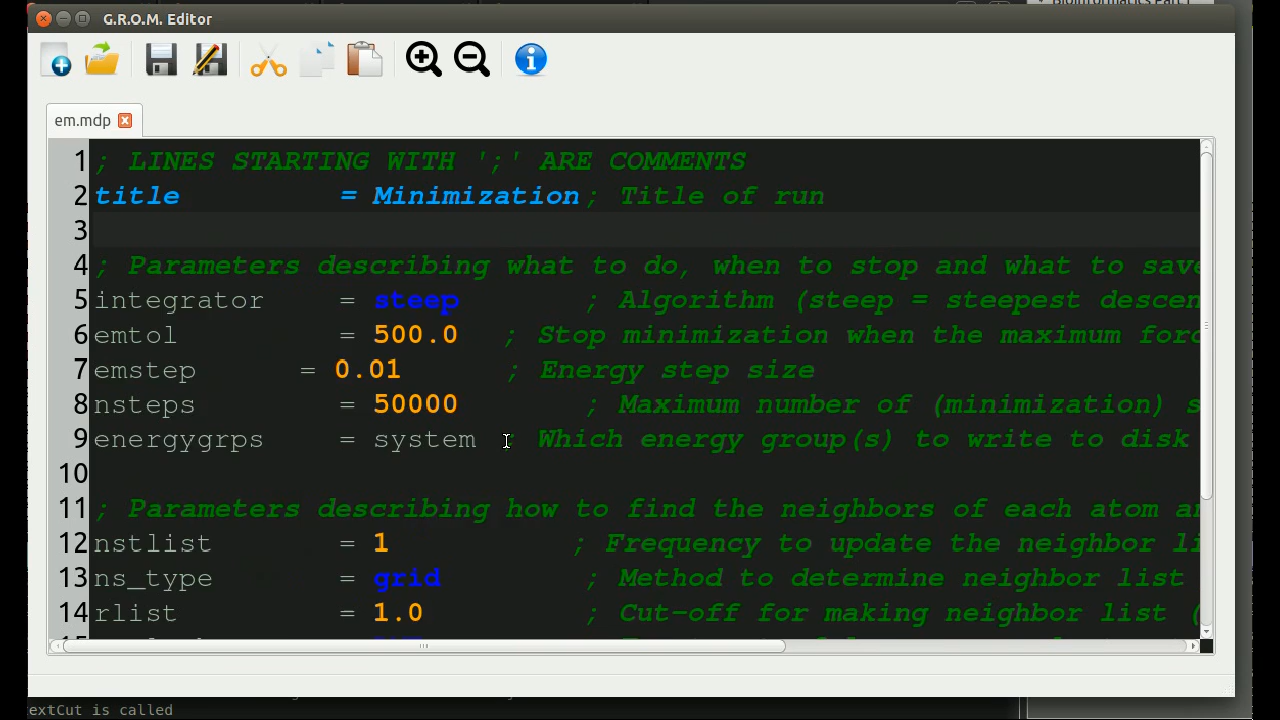 Bioinformatics Part I
G.R.O.M. Editor
em.mdp
1 ; LINES STARTING WITH ';' ARE COMMENTS
2 title = Minimization; Title of run
3
4 ; Parameters describing what to do, when to stop and what to save
5 integrator = steep ; Algorithm (steep = steepest descen
6 emtol = 500.0 ; Stop minimization when the maximum forc
7 emstep = 0.01 ; Energy step size
8 nsteps = 50000 ; Maximum number of (minimization) s
9 energygrps = system ; Which energy group(s) to write to disk
10
11 ; Parameters describing how to find the neighbors of each atom a
12 nstlist = 1 ; Frequency to update the neighbor li
13 ns_type = grid ; Method to determine neighbor list
14 rlist = 1.0 ; Cut-off for making neighbor list (
extCut is called